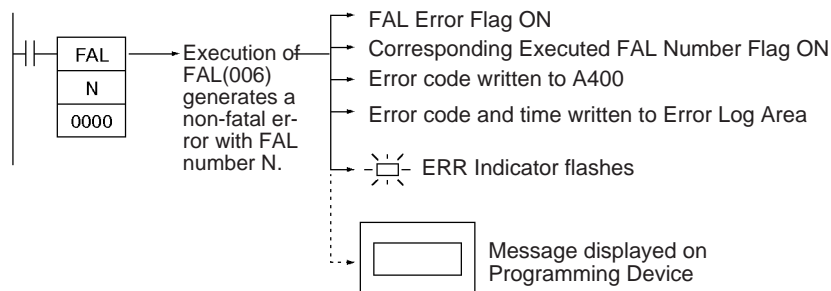 FAL
N
0000
Execution of
FAL(006)
generates a
non-fatal er-
ror with FAL
number N.
FAL Error Flag ON
Corresponding Executed FAL Number Flag ON
Error code written to A400
Error code and time written to Error Log Area
ERR Indicator flashes
Message displayed on
Programming Device